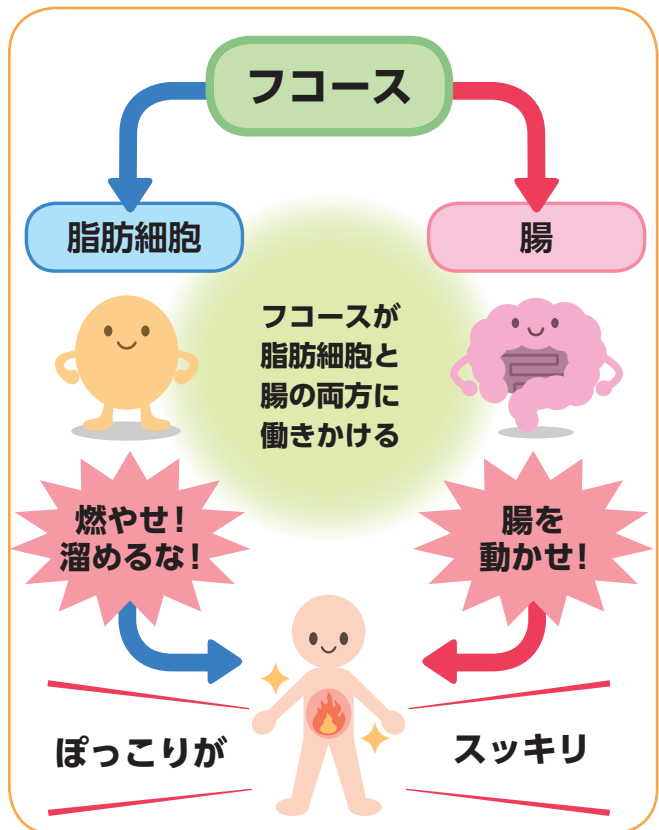 フコース
脂肪細胞
腸
フコースが
脂肪細胞と
腸の両方に
働きかける
燃やせ！
溜めるな！
腸を
動かせ！
ぽっこりが
スッキリ